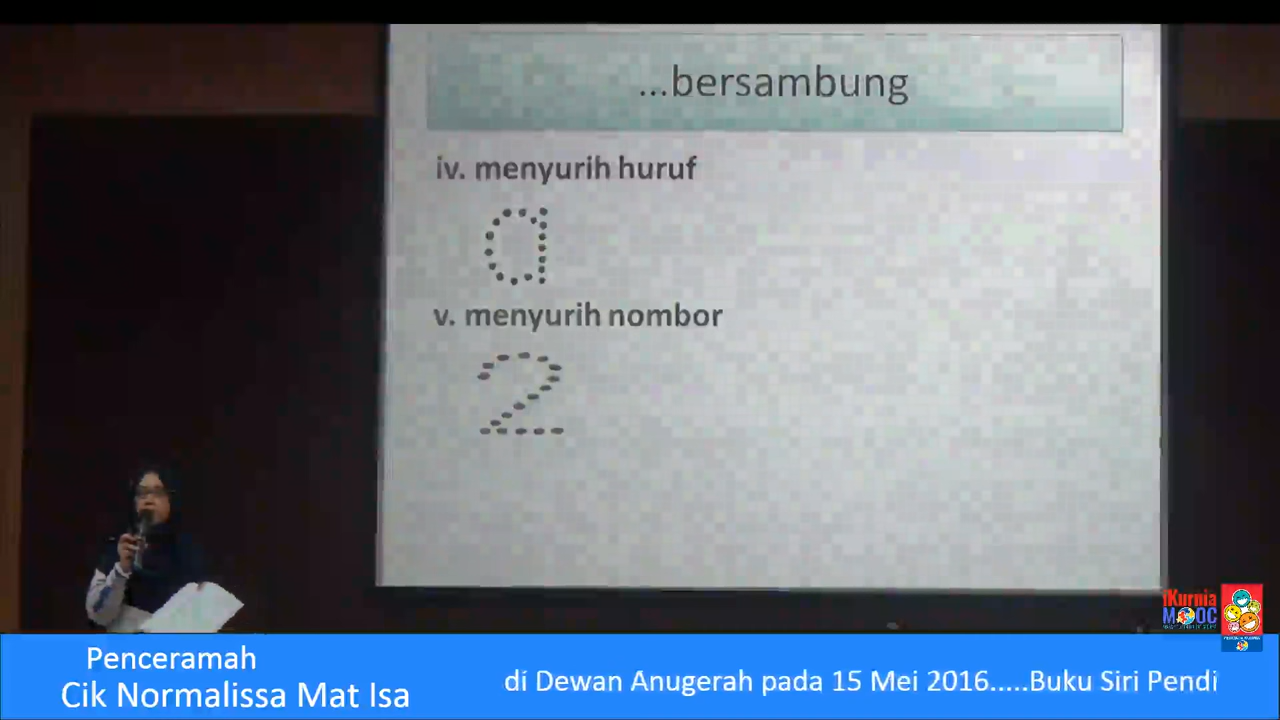 ...bersambung
iv. menyurih huruf
a
v. menyurih nombor
2
iKurnia
MOOC
Penceramah
Cik Normalissa Mat Isa
di Dewan Anugerah pada 15 Mei 2016.....Buku Siri Pendi